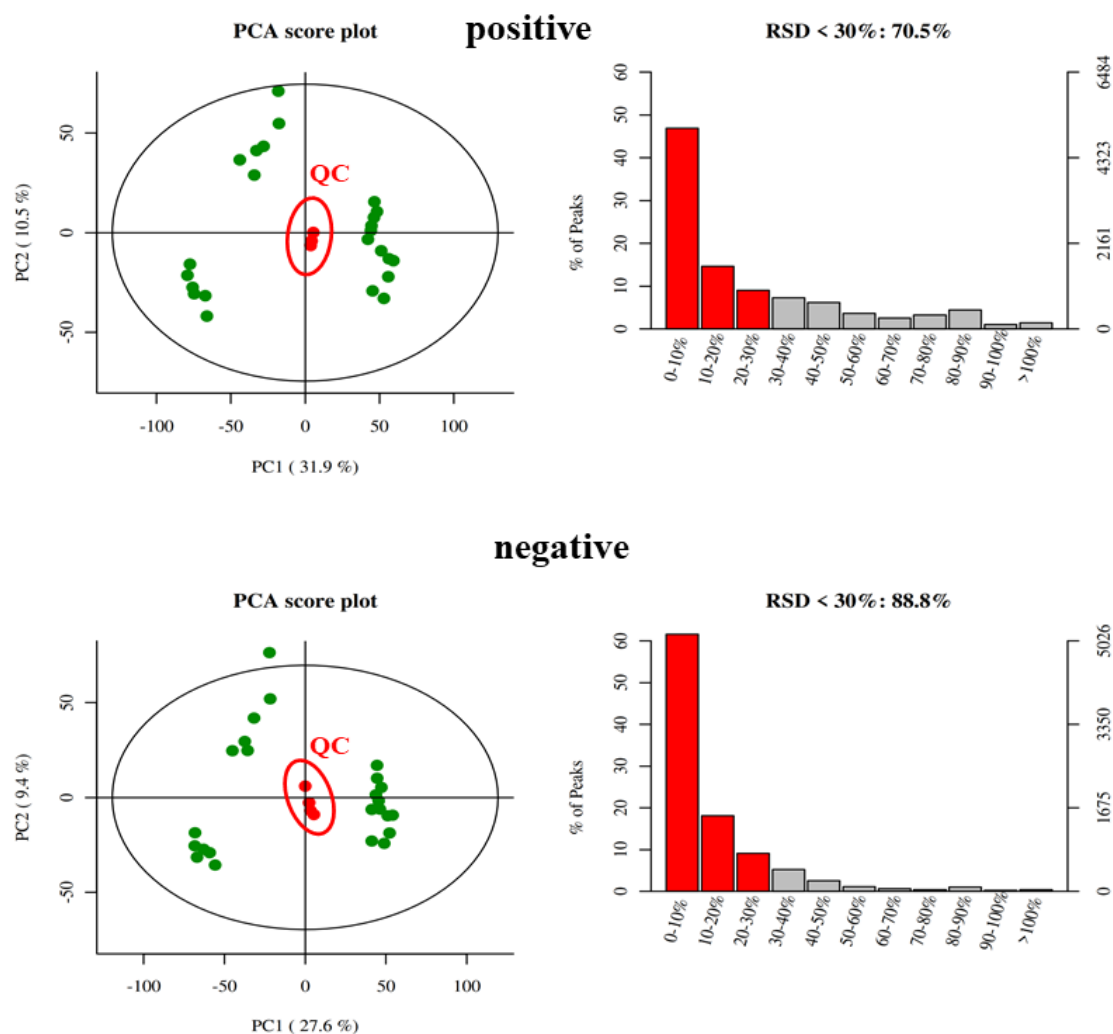 positive
PCA score plot
PC2 ( 10.5 %)
50
0
-50
QC
-100 -50 0 50 100
PC1 ( 31.9 %)
RSD < 30%: 70.5%
% of Peaks
60
50
40
30
20
10
0
6484
4323
2161
0
0-10% 10-20% 20-30% 30-40% 40-50% 50-60% 60-70% 70-80% 80-90% 90-100% >100%
negative
PCA score plot
PC2 ( 9.4 %)
50
0
-50
QC
-100 -50 0 50 100
PC1 ( 27.6 %)
RSD < 30%: 88.8%
% of Peaks
60
50
40
30
20
10
0
5026
3350
1675
0
0-10% 10-20% 20-30% 30-40% 40-50% 50-60% 60-70% 70-80% 80-90% 90-100% >100%